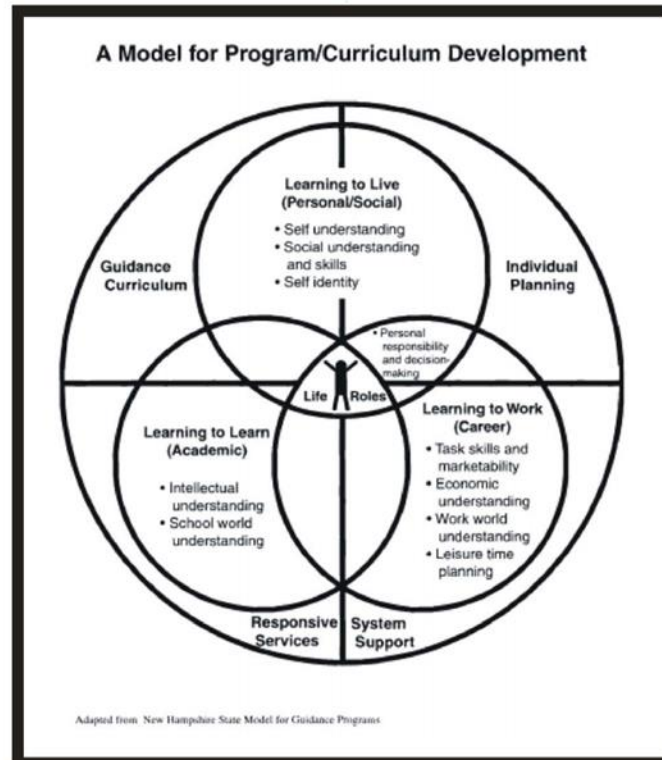 A Model for Program/Curriculum Development
Learning to Live
(Personal/Social)
• Self understanding
• Social understanding
and skills
• Self identity
Guidance
Curriculum
Individual
Planning
• Personal
responsibility
and decision-
making
Life Roles
Learning to Learn
(Academic)
• Intellectual
understanding
• School world
understanding
Learning to Work
(Career)
• Task skills and
marketability
• Economic
understanding
• Work world
understanding
• Leisure time
planning
Responsive
Services
System
Support
Adapted from New Hampshire State Model for Guidance Programs